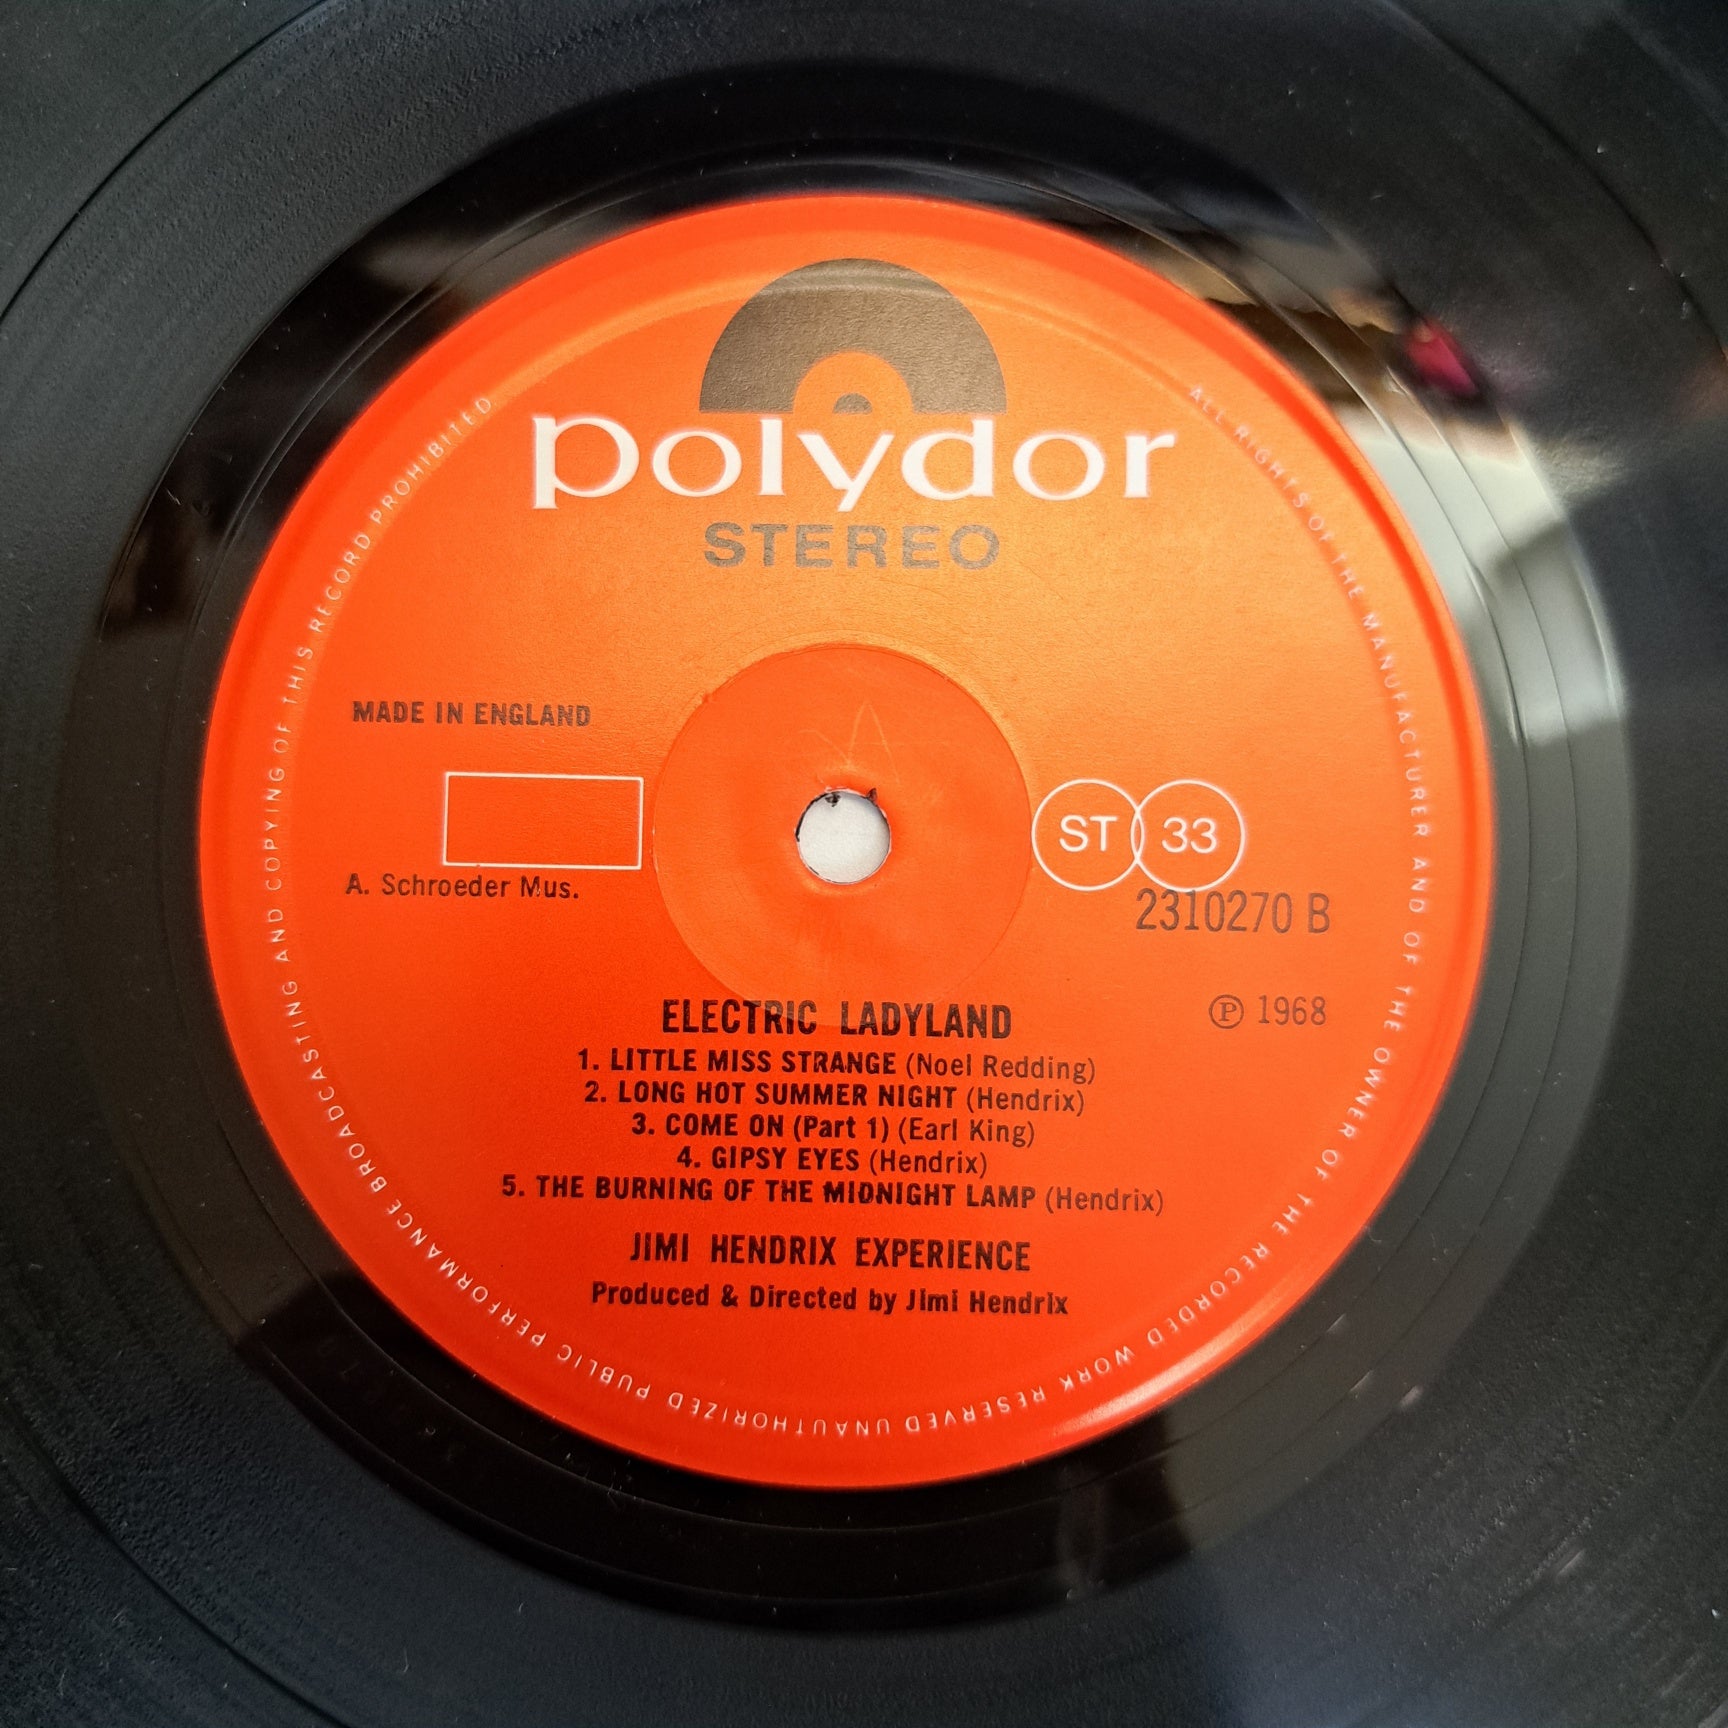 polydor
STEREO
MADE IN ENGLAND
ST 33
A. Schroeder Mus.
2310270 B
ELECTRIC LADYLAND
℗ 1968
1. LITTLE MISS STRANGE (Noel Redding)
2. LONG HOT SUMMER NIGHT (Hendrix)
3. COME ON (Part 1) (Earl King)
4. GIPSY EYES (Hendrix)
5. THE BURNING OF THE MIDNIGHT LAMP (Hendrix)
JIMI HENDRIX EXPERIENCE
Produced & Directed by Jimi Hendrix
ALL RIGHTS OF THE MANUFACTURER AND OF THE OWNER OF THE RECORDED WORK RESERVED UNAUTHORIZED PUBLIC PERFORMANCE BROADCASTING AND COPYING OF THIS RECORD PROHIBITED